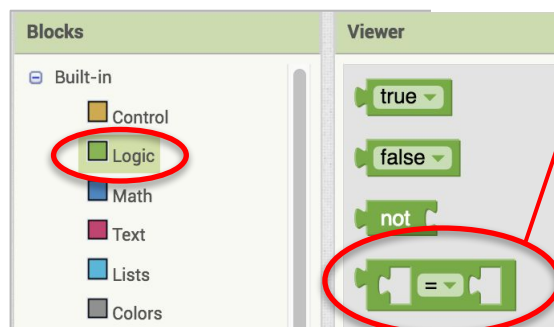 Blocks
Viewer
Built-in
Control
Logic
Math
Text
Lists
Colors
true
false
not
=